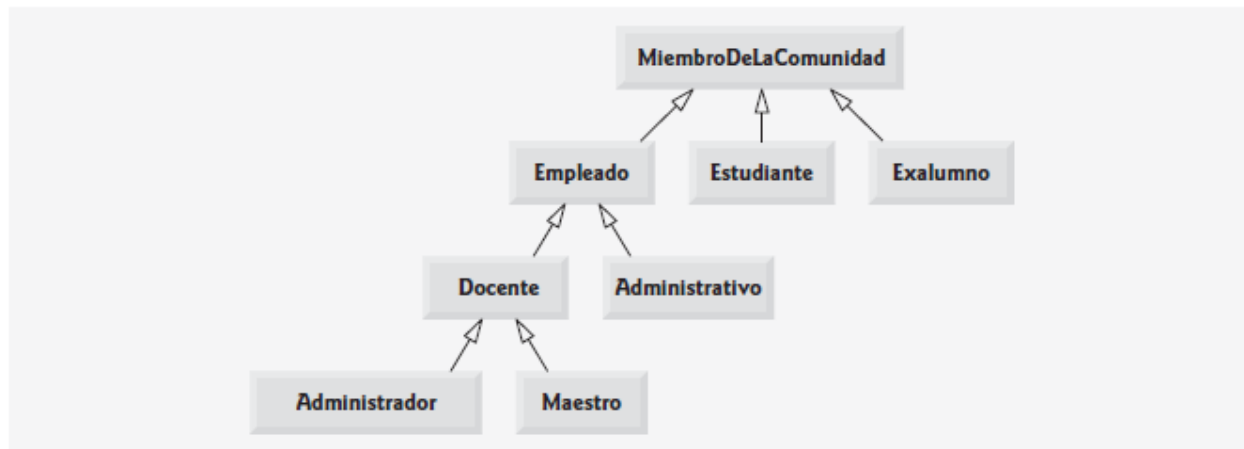 MiembroDeLaComunidad
Empleado
Estudiante
Exalumno
Docente
Administrativo
Administrador
Maestro